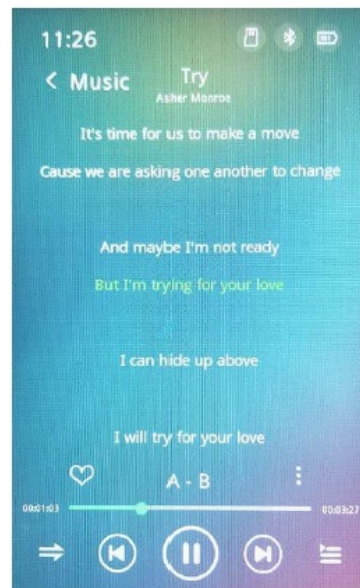 11:26
Music
Try
Asher Monroe
It's time for us to make a move
Cause we are asking one another to change
And maybe I'm not ready
But I'm trying for your love
I can hide up above
I will try for your love
A - B
00:01:03
00:03:27